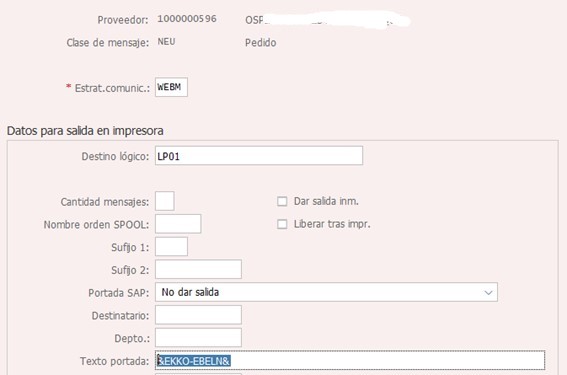 Proveedor: 1000000596 OSP
Clase de mensaje: NEU Pedido
* Estrat.comunic.: WEBM
Datos para salida en impresora
Destino lógico: LP01
Cantidad mensajes: Dar salida inm.
Nombre orden SPOOL: Liberar tras impr.
Sufijo 1:
Sufijo 2:
Portada SAP: No dar salida
Destinatario:
Depto.:
Texto portada: &EKKO-EBELN&